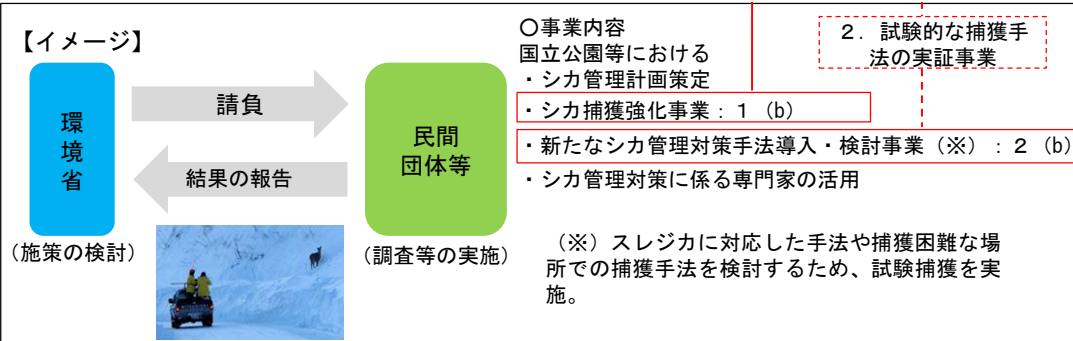 【イメージ】
環
境
省
(施策の検討)
請負
結果の報告
民間
団体等
(調査等の実施)
〇事業内容
国立公園等における
・シカ管理計画策定
・シカ捕獲強化事業:1(b)
・新たなシカ管理対策手法導入・検討事業(※):2(b)
・シカ管理対策に係る専門家の活用
2.試験的な捕獲手
法の実証事業
(※)スレジカに対応した手法や捕獲困難な場
所での捕獲手法を検討するため、試験捕獲を実
施。